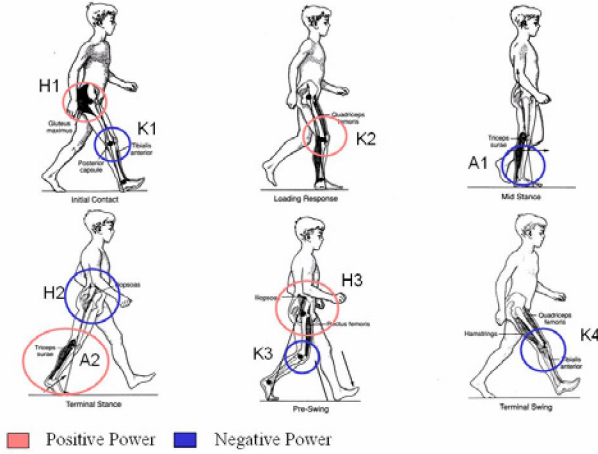 H1
Gluteus
maximus
K1
Tibialis
anterior
Posterior
capsule
Initial Contact
Quadriceps
femoris
K2
Loading Response
Triceps
surae
A1
Mid Stance
H2
Iliopsoas
Triceps
surae
A2
Terminal Stance
H3
Iliopsoas
Rectus femoris
K3
Pre-Swing
Quadriceps
femoris
Hamstrings
K4
Tibialis
anterior
Terminal Swing
Positive Power
Negative Power